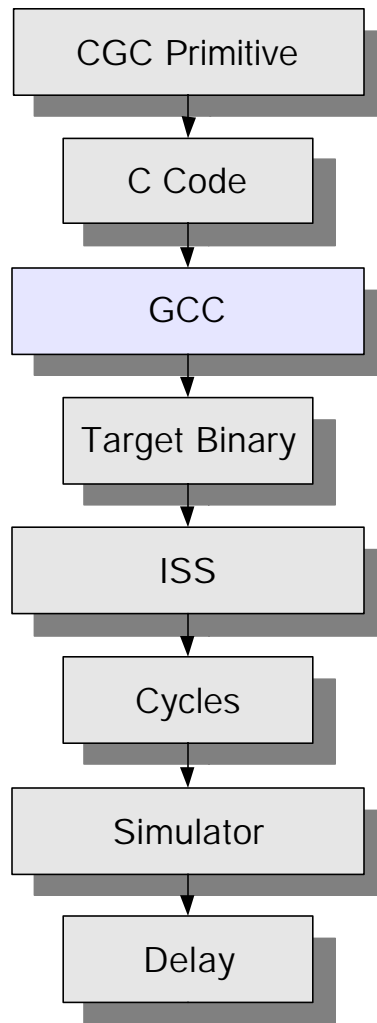 CGC Primitive
C Code
GCC
Target Binary
ISS
Cycles
Simulator
Delay